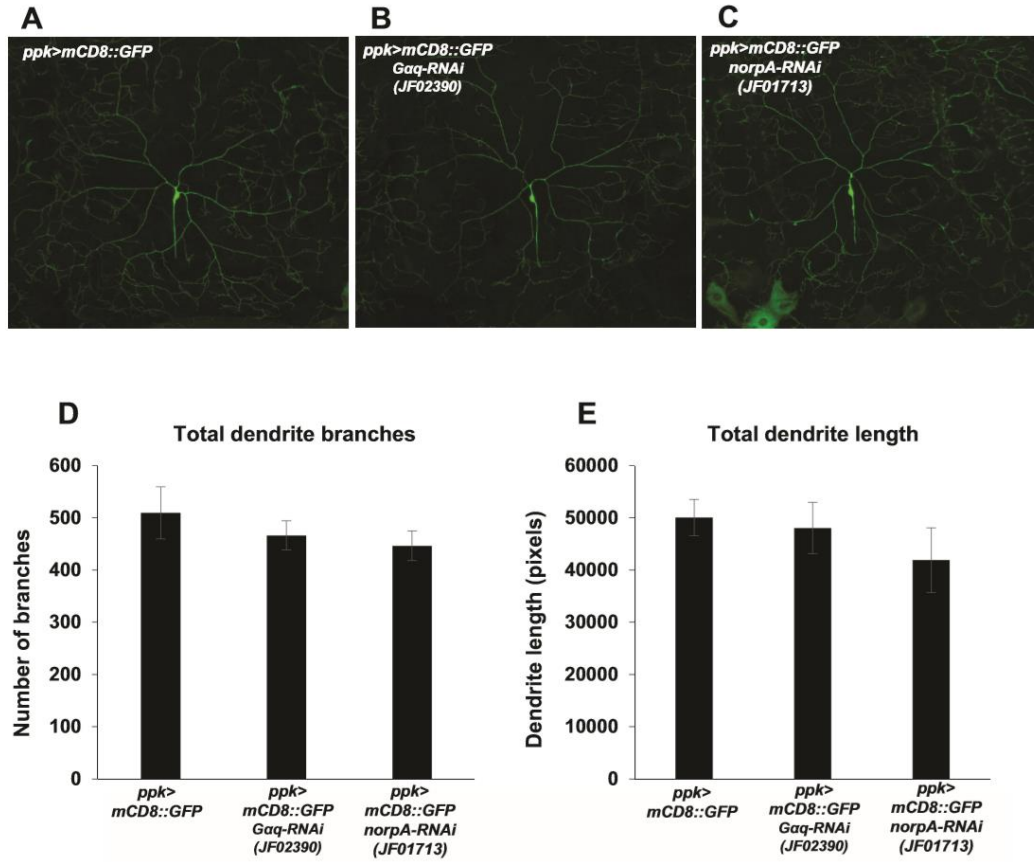 A
ppk>mCD8::GFP
B
ppk>mCD8::GFP
Gαq-RNAi
(JF02390)
C
ppk>mCD8::GFP
norpA-RNAi
(JF01713)
D
Total dendrite branches
Number of branches
600
500
400
300
200
100
0
ppk>
mCD8::GFP
ppk>
mCD8::GFP
Gαq-RNAi
(JF02390)
ppk>
mCD8::GFP
norpA-RNAi
(JF01713)
E
Total dendrite length
Dendrite length (pixels)
60000
50000
40000
30000
20000
10000
0
ppk>
mCD8::GFP
ppk>
mCD8::GFP
Gαq-RNAi
(JF02390)
ppk>
mCD8::GFP
norpA-RNAi
(JF01713)